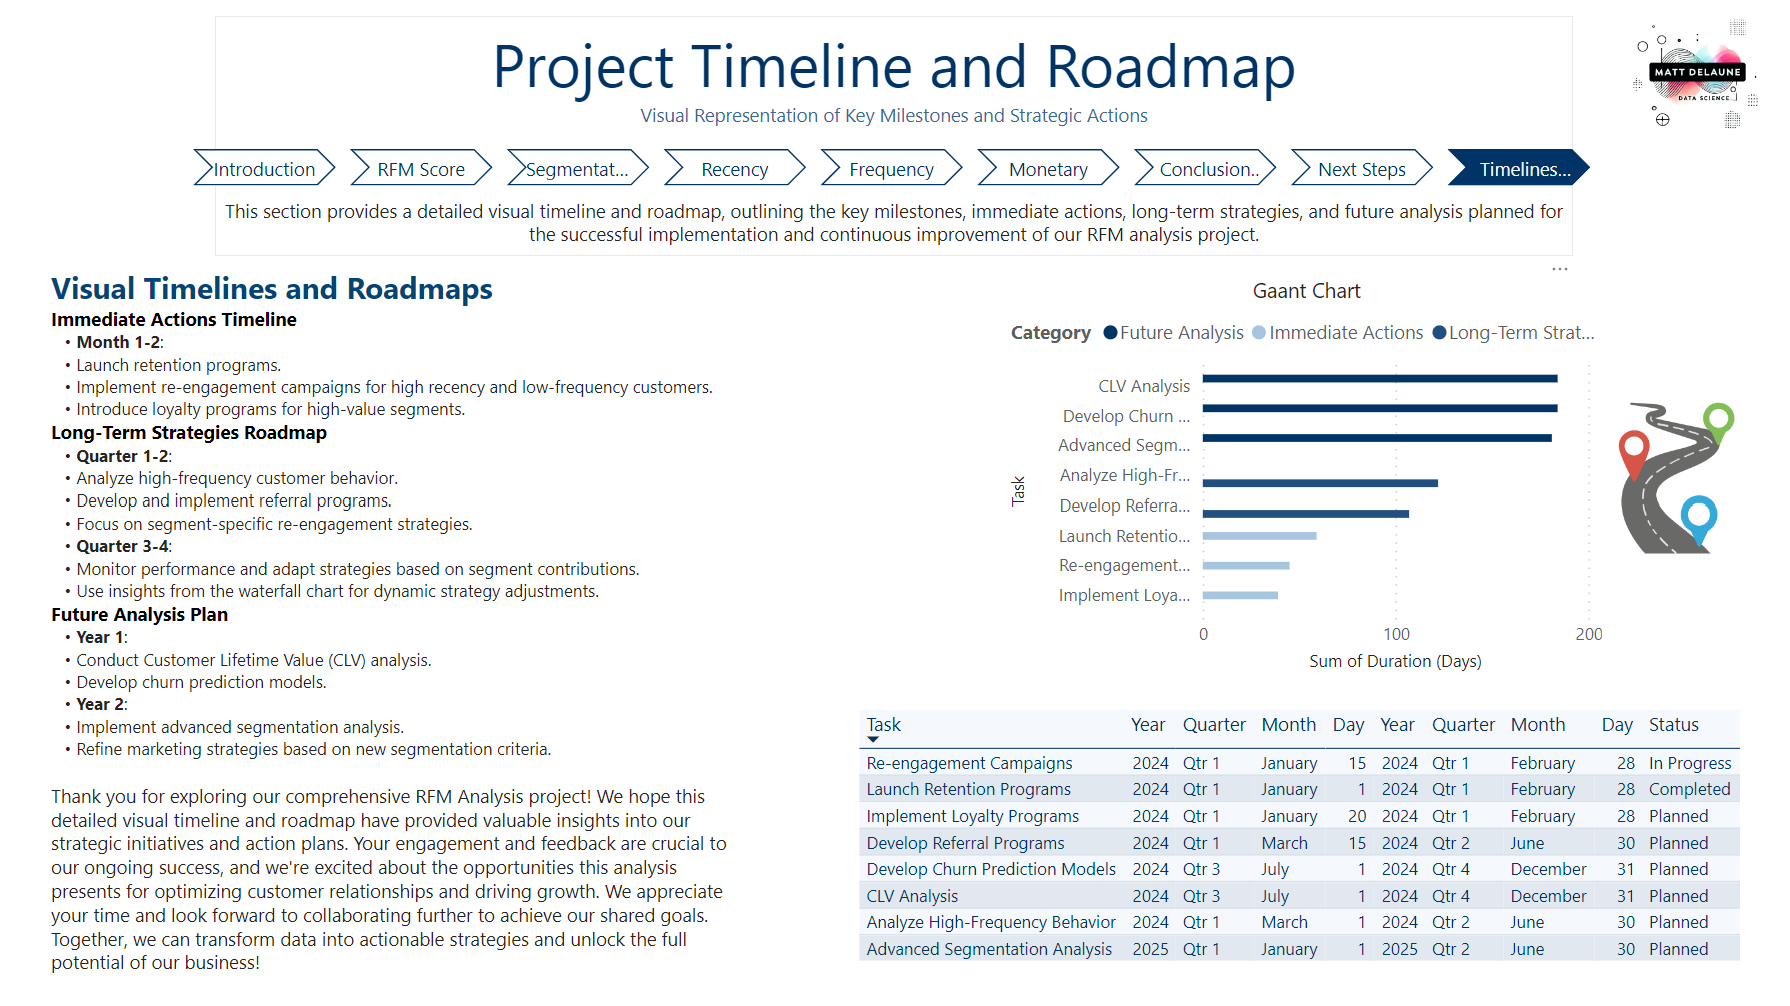 Project Timeline and Roadmap
Visual Representation of Key Milestones and Strategic Actions
MATT DELAUNE
DATA SCIENCE
Introduction
RFM Score
Segmentat...
Recency
Frequency
Monetary
Conclusion..
Next Steps
Timelines...
This section provides a detailed visual timeline and roadmap, outlining the key milestones, immediate actions, long-term strategies, and future analysis planned for
the successful implementation and continuous improvement of our RFM analysis project.
Visual Timelines and Roadmaps
Immediate Actions Timeline
• Month 1-2:
• Launch retention programs.
• Implement re-engagement campaigns for high recency and low-frequency customers.
• Introduce loyalty programs for high-value segments.
Long-Term Strategies Roadmap
• Quarter 1-2:
• Analyze high-frequency customer behavior.
• Develop and implement referral programs.
• Focus on segment-specific re-engagement strategies.
• Quarter 3-4:
• Monitor performance and adapt strategies based on segment contributions.
• Use insights from the waterfall chart for dynamic strategy adjustments.
Future Analysis Plan
• Year 1:
• Conduct Customer Lifetime Value (CLV) analysis.
• Develop churn prediction models.
• Year 2:
• Implement advanced segmentation analysis.
• Refine marketing strategies based on new segmentation criteria.
Thank you for exploring our comprehensive RFM Analysis project! We hope this
detailed visual timeline and roadmap have provided valuable insights into our
strategic initiatives and action plans. Your engagement and feedback are crucial to
our ongoing success, and we're excited about the opportunities this analysis
presents for optimizing customer relationships and driving growth. We appreciate
your time and look forward to collaborating further to achieve our shared goals.
Together, we can transform data into actionable strategies and unlock the full
potential of our business!
Gaant Chart
Category Future Analysis Immediate Actions Long-Term Strat...
Task
CLV Analysis
Develop Churn ...
Advanced Segm...
Analyze High-Fr...
Develop Referra...
Launch Retentio...
Re-engagement...
Implement Loya...
0 100 200
Sum of Duration (Days)
Task Year Quarter Month Day Year Quarter Month Day Status
Re-engagement Campaigns 2024 Qtr 1 January 15 2024 Qtr 1 February 28 In Progress
Launch Retention Programs 2024 Qtr 1 January 1 2024 Qtr 1 February 28 Completed
Implement Loyalty Programs 2024 Qtr 1 January 20 2024 Qtr 1 February 28 Planned
Develop Referral Programs 2024 Qtr 1 March 15 2024 Qtr 2 June 30 Planned
Develop Churn Prediction Models 2024 Qtr 3 July 1 2024 Qtr 4 December 31 Planned
CLV Analysis 2024 Qtr 3 July 1 2024 Qtr 4 December 31 Planned
Analyze High-Frequency Behavior 2024 Qtr 1 March 1 2024 Qtr 2 June 30 Planned
Advanced Segmentation Analysis 2025 Qtr 1 January 1 2025 Qtr 2 June 30 Planned